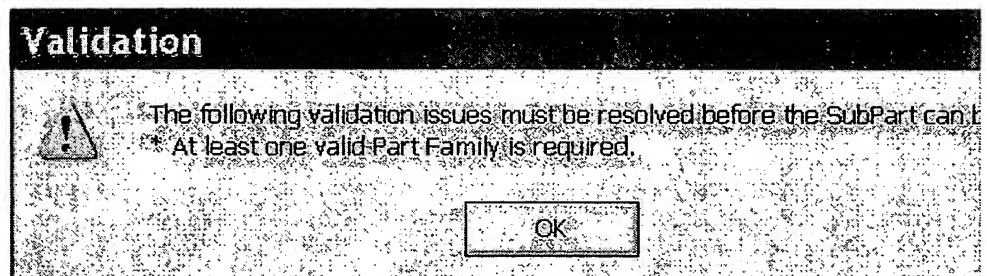 Validation
The following validation issues must be resolved before the SubPart can
* At least one valid Part Family is required.
OK